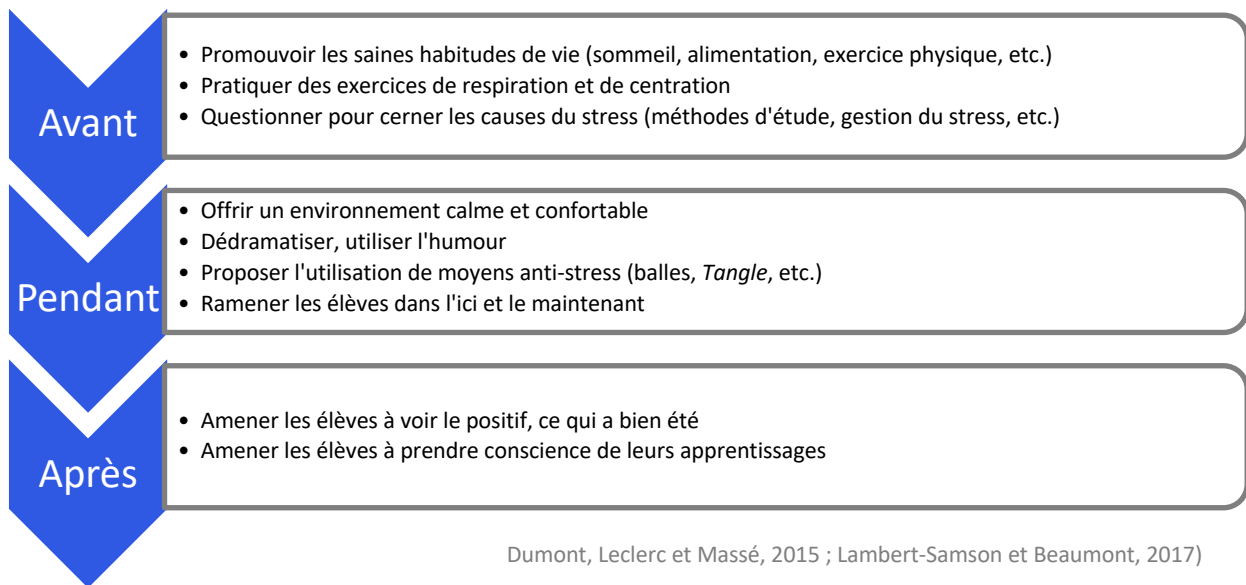 Avant
• Promouvoir les saines habitudes de vie (sommeil, alimentation, exercice physique, etc.)
• Pratiquer des exercices de respiration et de centration
• Questionner pour cerner les causes du stress (méthodes d'étude, gestion du stress, etc.)
Pendant
• Offrir un environnement calme et confortable
• Dédramatiser, utiliser l'humour
• Proposer l'utilisation de moyens anti-stress (balles, Tangle, etc.)
• Ramener les élèves dans l'ici et le maintenant
Après
• Amener les élèves à voir le positif, ce qui a bien été
• Amener les élèves à prendre conscience de leurs apprentissages
Dumont, Leclerc et Massé, 2015 ; Lambert-Samson et Beaumont, 2017)